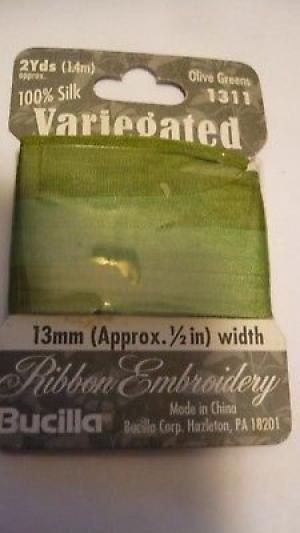 2Yds (1.4m)
approx.
100% Silk
Olive Greens
1311
Variegated
13mm (Approx. ½ in) width
Ribbon Embroidery
Bucilla
Made in China
Bucilla Corp. Hazleton, PA 18201